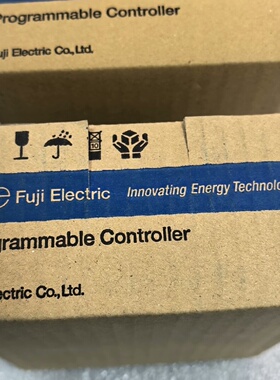 Programmable Controller
Fuji Electric Co.,Ltd.
Fuji Electric Innovating Energy Technolo
grammable Controller
ectric Co.,Ltd.